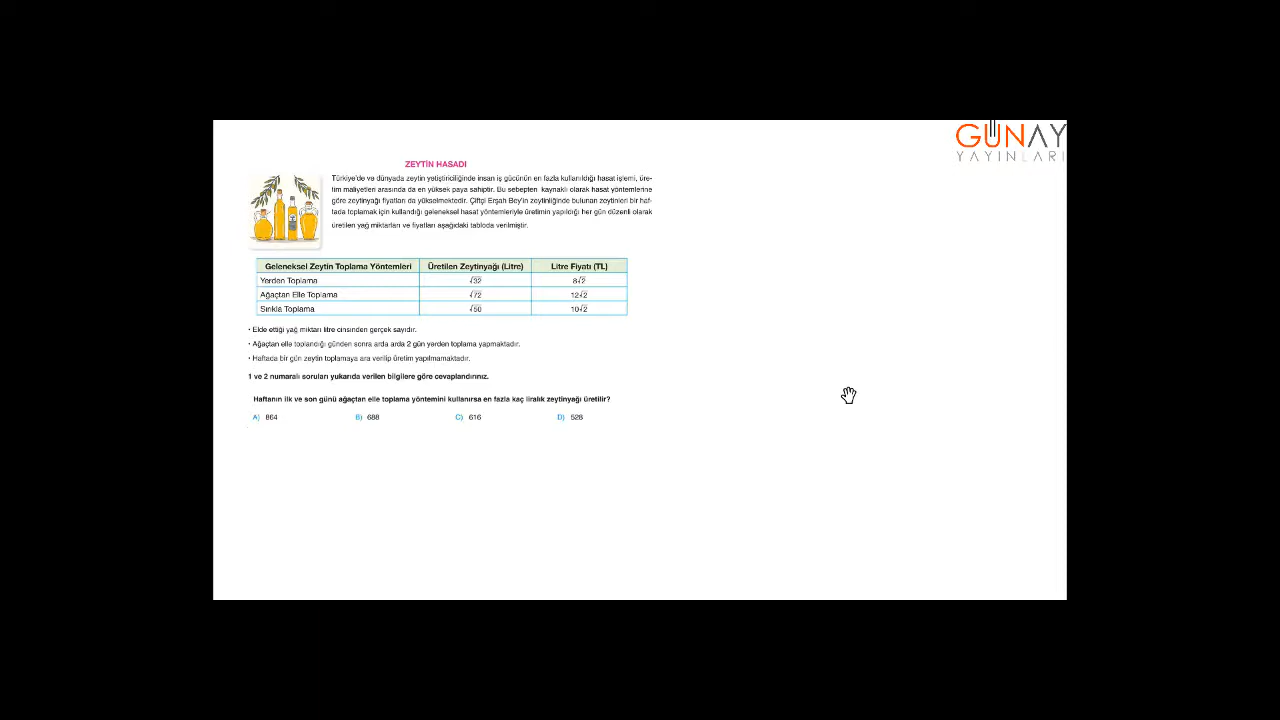 GÜNAY
YAYINLARI
ZEYTİN HASADI
Türkiye'de ve dünyada zeytin yetiştiriciliğinde insan iş gücünün en fazla kullanıldığı hasat işlemi, üre-
tim maliyetleri arasında da en yüksek paya sahiptir. Bu sebepten kaynaklı olarak hasat yöntemlerine
göre zeytinyağı fiyatları da yükselmektedir. Çiftçi Erşah Bey'in zeytinliğinde bulunan zeytinleri bir haf-
tada toplamak için kullandığı geleneksel hasat yöntemleriyle üretimin yapıldığı her gün düzenli olarak
üretilen yağ miktarları ve fiyatları aşağıdaki tabloda verilmiştir.
Geleneksel Zeytin Toplama Yöntemleri Üretilen Zeytinyağı (Litre) Litre Fiyatı (TL)
Yerden Toplama √32 8√2
Ağaçtan Elle Toplama √72 12√2
Sırıkla Toplama √50 10√2
• Elde ettiği yağ miktarı litre cinsinden gerçek sayıdır.
• Ağaçtan elle toplandığı günden sonra arda arda 2 gün yerden toplama yapmaktadır.
• Haftada bir gün zeytin toplamaya ara verilip üretim yapılmamaktadır.
1 ve 2 numaralı soruları yukarıda verilen bilgilere göre cevaplandırınız.
Haftanın ilk ve son günü ağaçtan elle toplama yöntemini kullanırsa en fazla kaç liralık zeytinyağı üretilir?
A) 864 B) 688 C) 616 D) 528